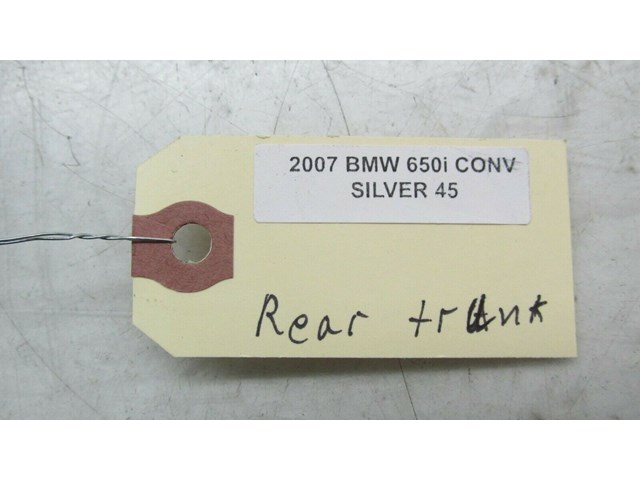 2007 BMW 650i CONV
SILVER 45
Rear trunk